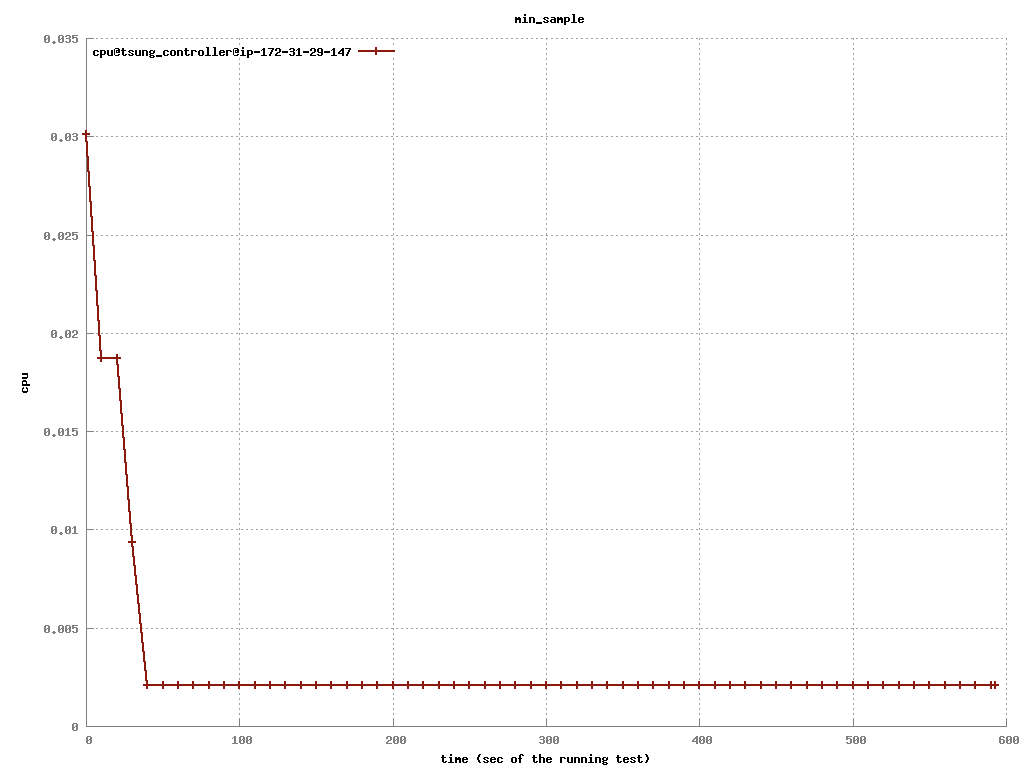 min_sample
cpu@tsung_controller@ip-172-31-29-147
0.035
0.03
0.025
0.02
0.015
0.01
0.005
0
cpu
0 100 200 300 400 500 600
time (sec of the running test)